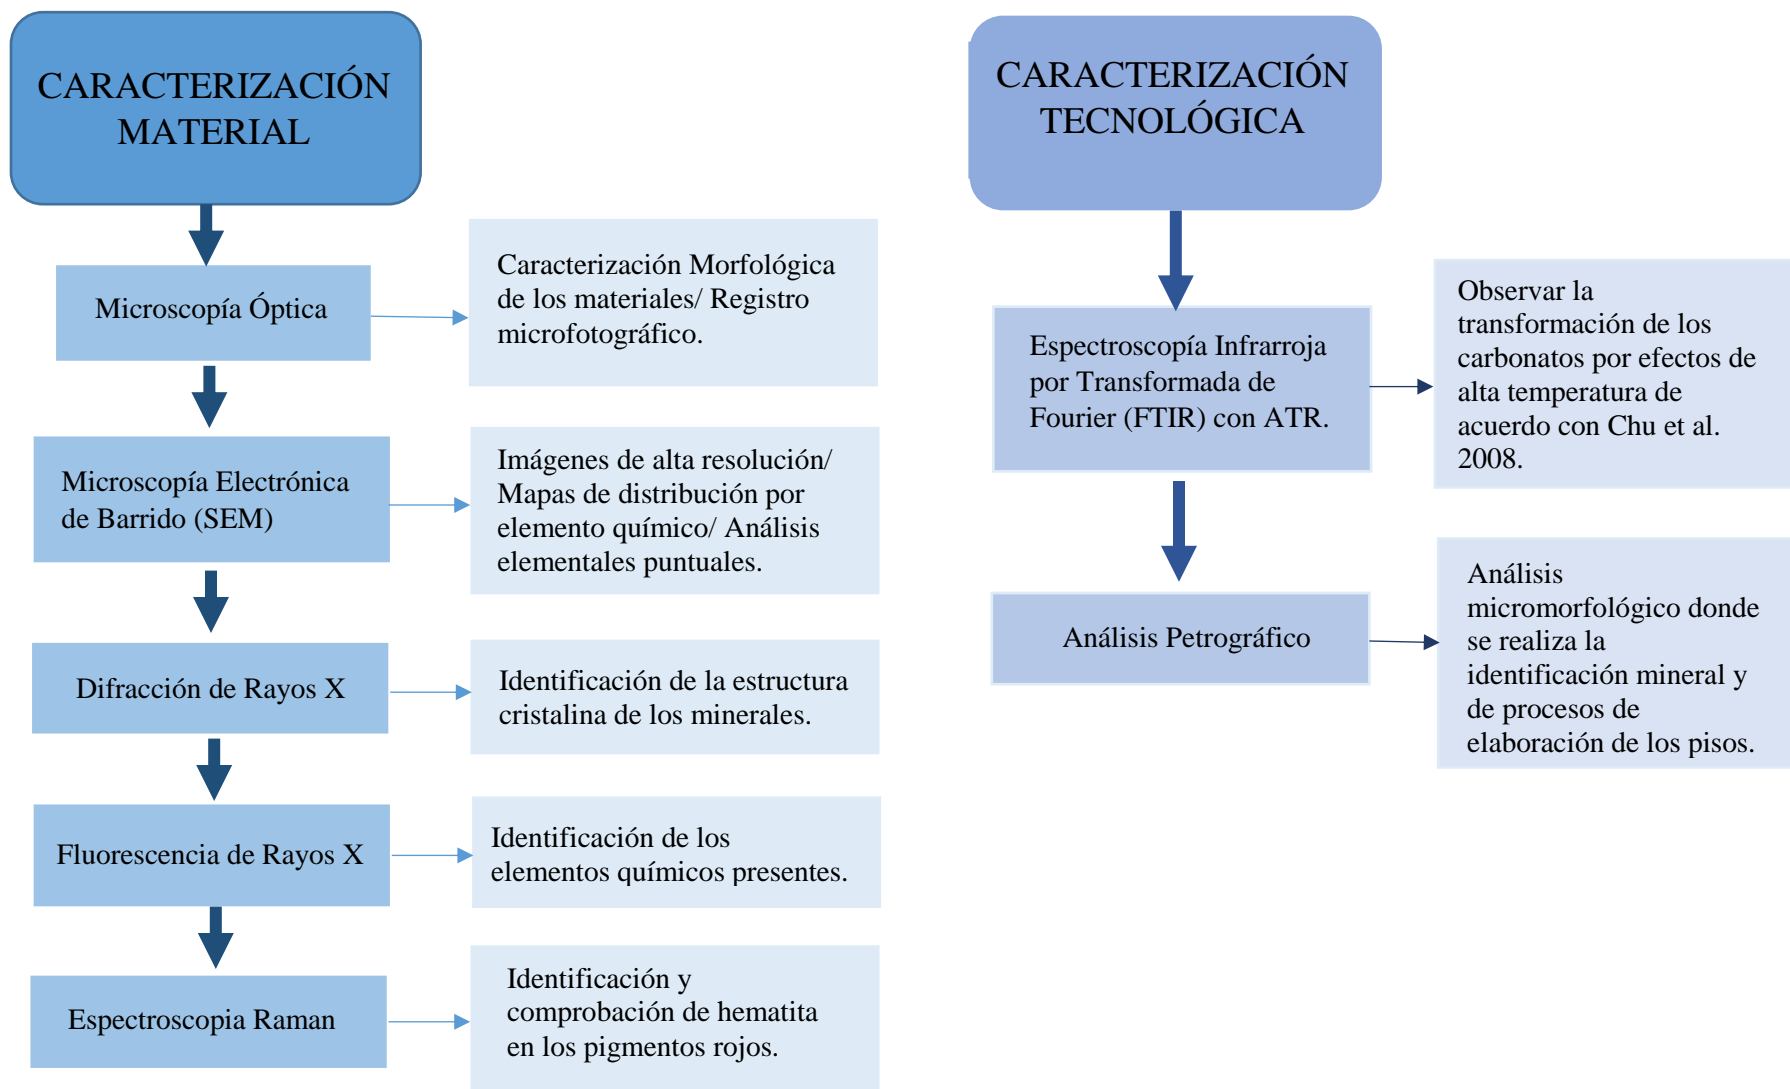 CARACTERIZACIÓN
MATERIAL
Microscopía Óptica
Caracterización Morfológica
de los materiales/ Registro
microfotográfico.
Microscopía Electrónica
de Barrido (SEM)
Imágenes de alta resolución/
Mapas de distribución por
elemento químico/ Análisis
elementales puntuales.
Difracción de Rayos X
Identificación de la estructura
cristalina de los minerales.
Fluorescencia de Rayos X
Identificación de los
elementos químicos presentes.
Espectroscopia Raman
Identificación y
comprobación de hematita
en los pigmentos rojos.
CARACTERIZACIÓN
TECNOLÓGICA
Espectroscopía Infrarroja
por Transformada de
Fourier (FTIR) con ATR.
Observar la
transformación de los
carbonatos por efectos de
alta temperatura de
acuerdo con Chu et al.
2008.
Análisis Petrográfico
Análisis
micromorfológico donde
se realiza la
identificación mineral y
de procesos de
elaboración de los pisos.